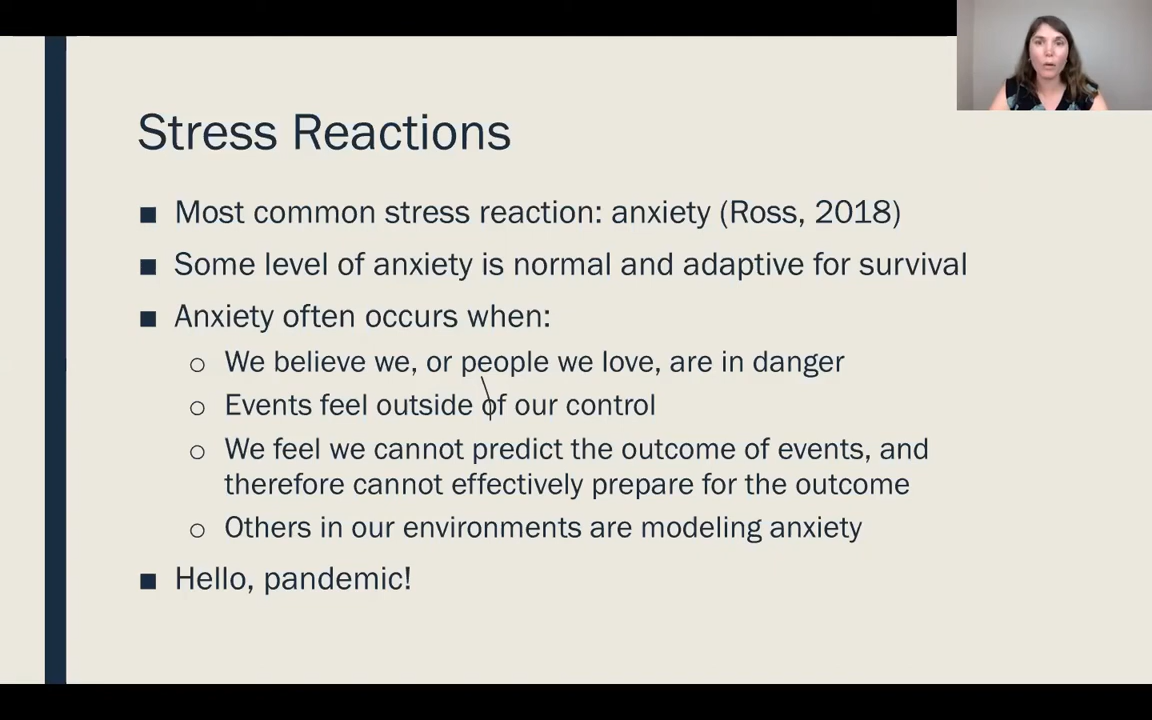 Stress Reactions
■ Most common stress reaction: anxiety (Ross, 2018)
■ Some level of anxiety is normal and adaptive for survival
■ Anxiety often occurs when:
o We believe we, or people we love, are in danger
o Events feel outside of our control
o We feel we cannot predict the outcome of events, and
therefore cannot effectively prepare for the outcome
o Others in our environments are modeling anxiety
■ Hello, pandemic!